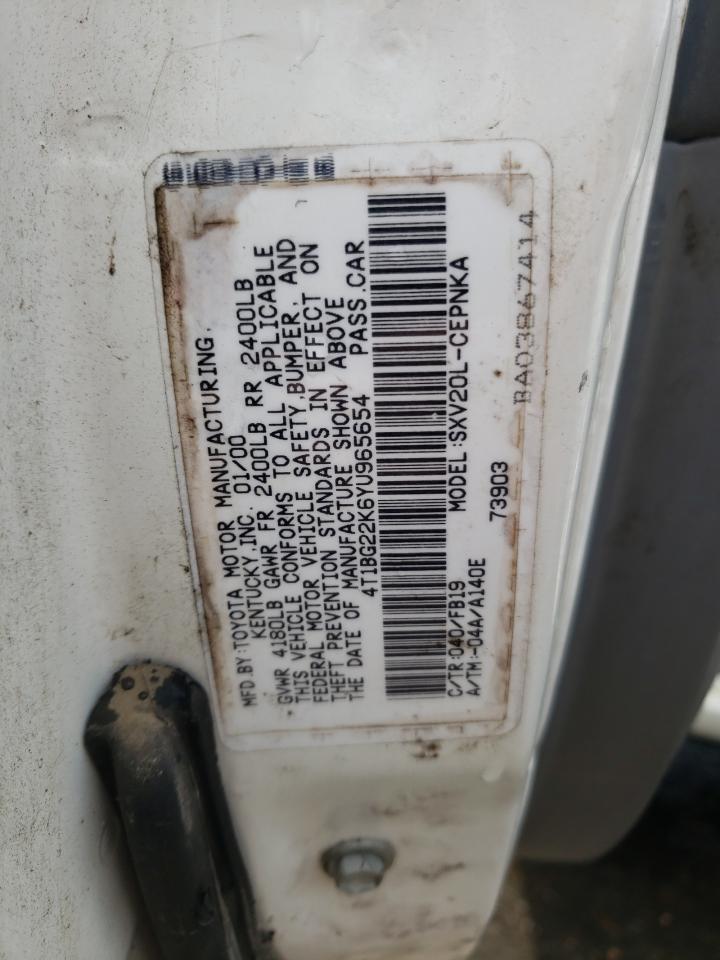 MFD.BY:TOYOTA MOTOR MANUFACTURING,
KENTUCKY,INC. 01/00
GVWR 4180LB GAWR FR 2400LB RR 2400LB
THIS VEHICLE CONFORMS TO ALL APPLICABLE
FEDERAL MOTOR VEHICLE SAFETY,BUMPER, AND
THEFT PREVENTION STANDARDS IN EFFECT ON
THE DATE OF MANUFACTURE SHOWN ABOVE
4T1BG22K6YU965654 PASS.CAR
C/TR:040/FB19 MODEL:SXV20L-CEPNKA
A/TM:-04A/A140E 73903
BA03867414